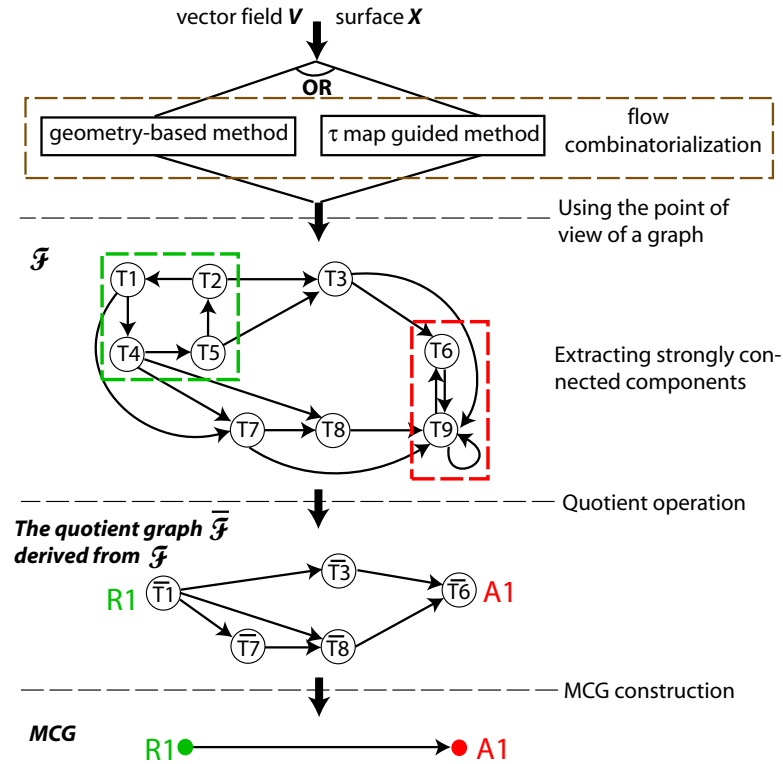 vector field V surface X
OR
geometry-based method
τ map guided method
flow
combinatorialization
Using the point of
view of a graph
ℱ
T1
T2
T3
T4
T5
T6
Extracting strongly con-
nected components
T7
T8
T9
Quotient operation
The quotient graph ℱ̅
derived from ℱ
R1
T̅1
T̅3
T̅6
A1
T̅7
T̅8
MCG construction
MCG
R1
A1